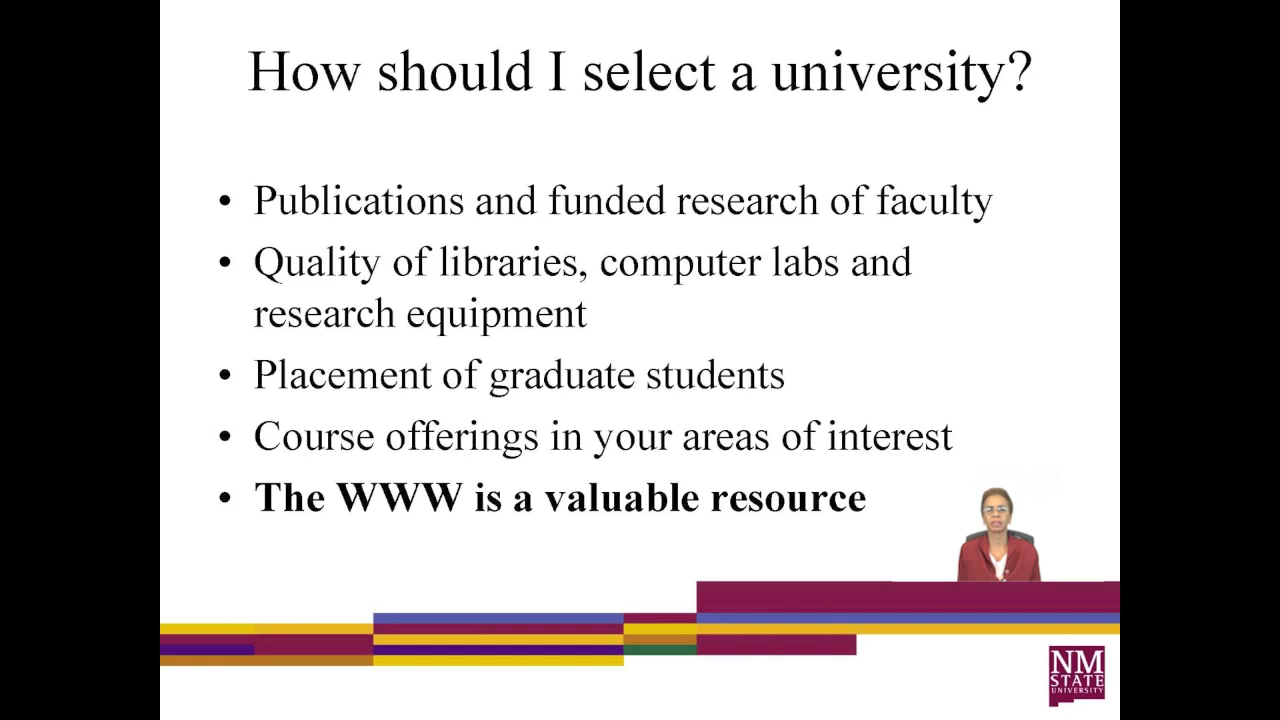 How should I select a university?
• Publications and funded research of faculty
• Quality of libraries, computer labs and
research equipment
• Placement of graduate students
• Course offerings in your areas of interest
• The WWW is a valuable resource
NM
STATE
UNIVERSITY